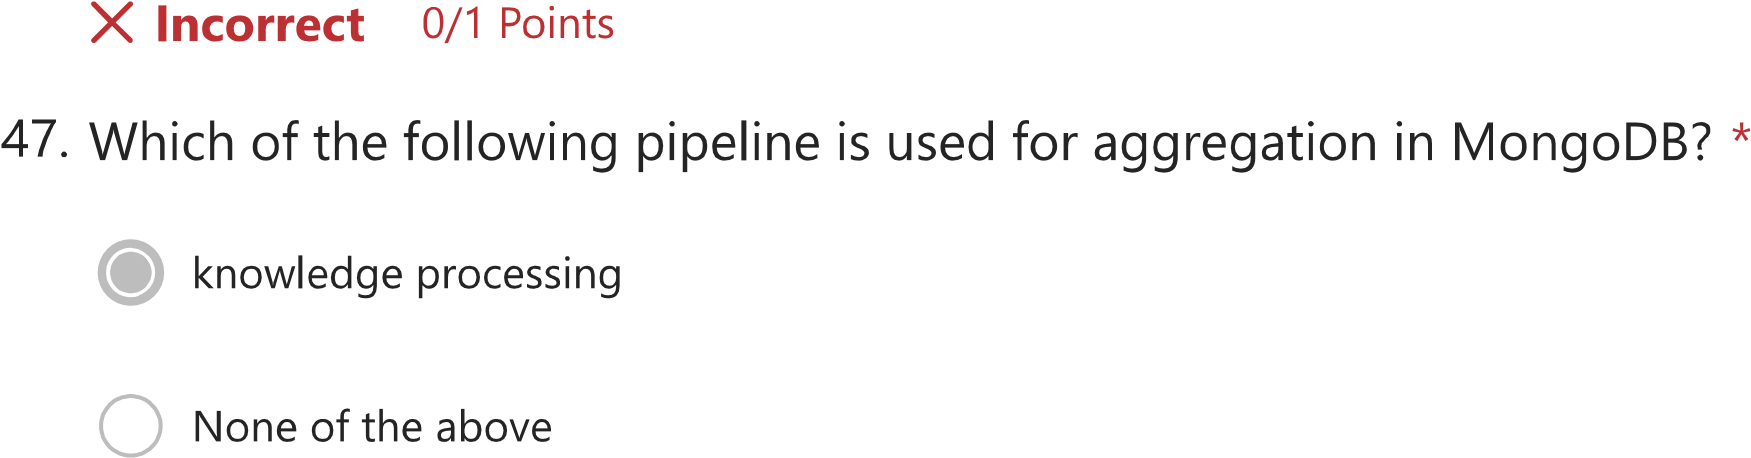 Incorrect 0/1 Points
47. Which of the following pipeline is used for aggregation in MongoDB? *
knowledge processing
None of the above